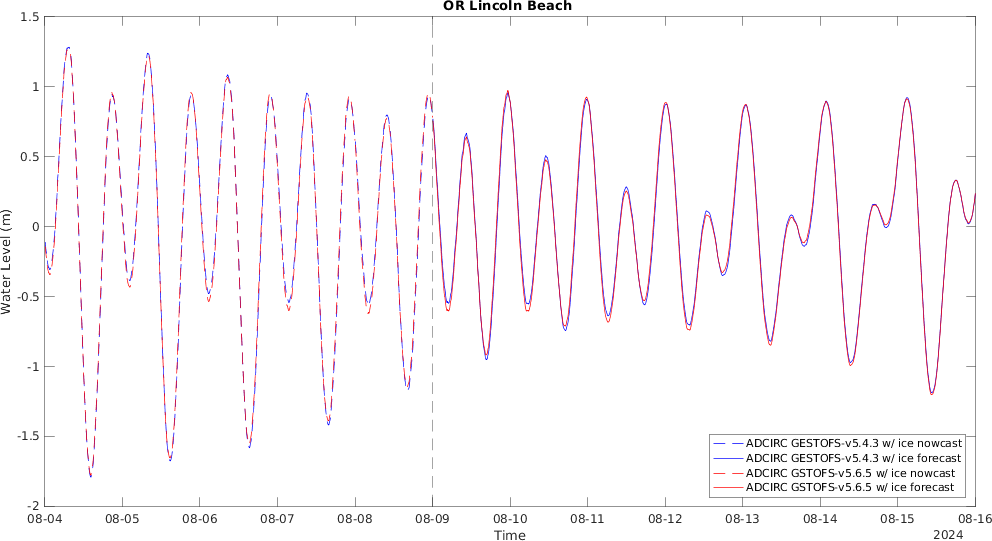 OR Lincoln Beach
1.5
1
0.5
0
-0.5
-1
-1.5
-2
Water Level (m)
ADCIRC GESTOFS-v5.4.3 w/ ice nowcast
ADCIRC GESTOFS-v5.4.3 w/ ice forecast
ADCIRC GSTOFS-v5.6.5 w/ ice nowcast
ADCIRC GSTOFS-v5.6.5 w/ ice forecast
08-04 08-05 08-06 08-07 08-08 08-09 08-10 08-11 08-12 08-13 08-14 08-15 08-16
Time
2024